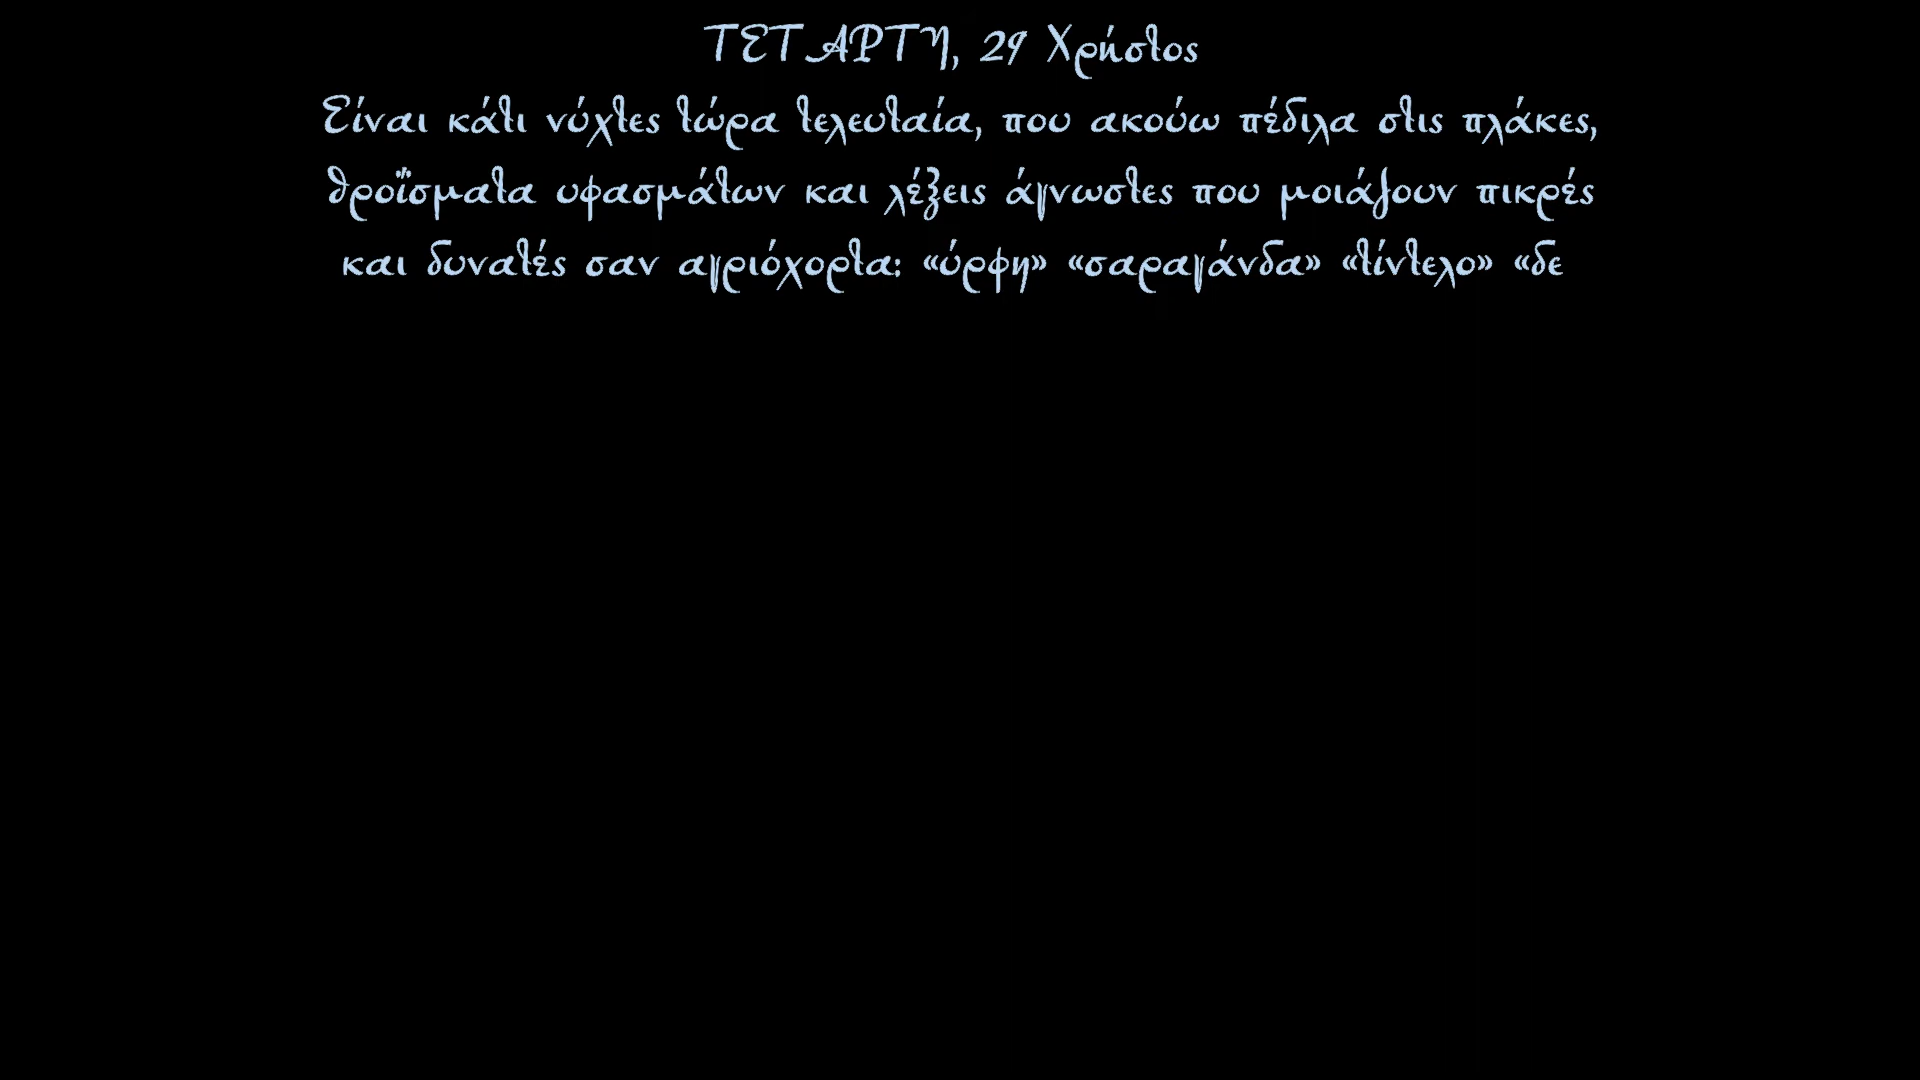 ΤΕΤΑΡΤΗ, 29 Χρήστος
Είναι κάτι νύχτες τώρα τελευταία, που ακούω πέδιλα στις πλάκες,
θροΐσματα υφασμάτων και λέξεις άγνωστες που μοιάζουν πικρές
και δυνατές σαν αγριόχορτα: «ύρφη» «σαραγάνδα» «τίντελο» «δε